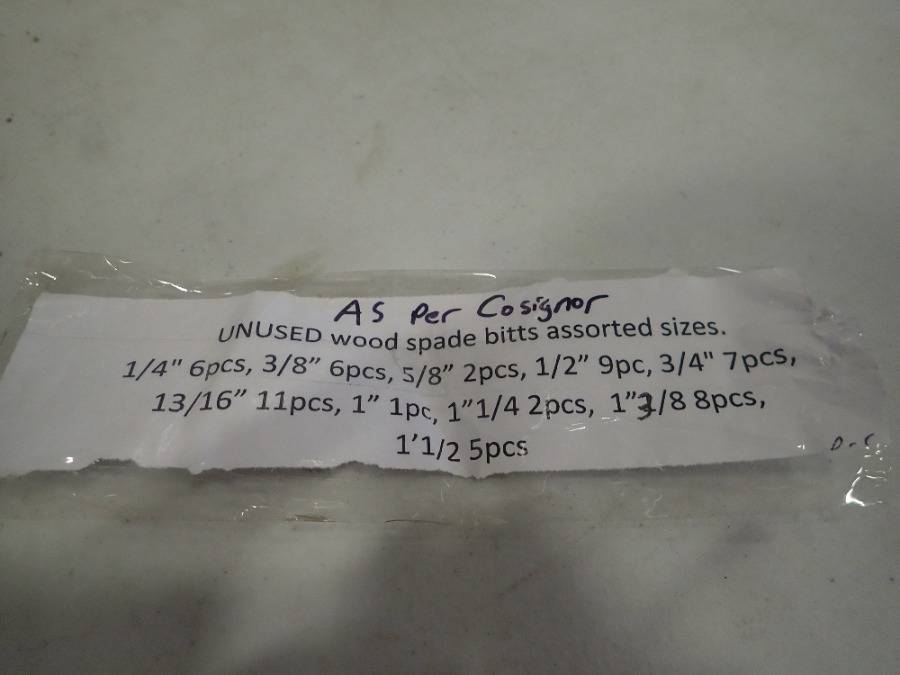 As Per Cosignor
UNUSED wood spade bitts assorted sizes.
1/4" 6pcs, 3/8” 6pcs, 5/8” 2pcs, 1/2” 9pc, 3/4" 7pcs,
13/16” 11pcs, 1” 1pc, 1”1/4 2pcs, 1”3/8 8pcs,
1’1/2 5pcs